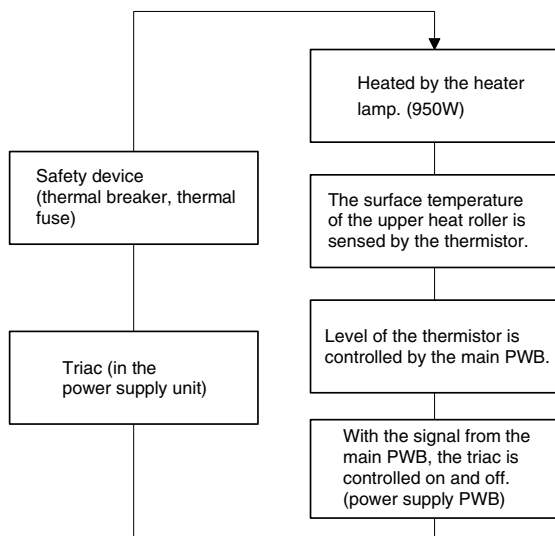 Heated by the heater
lamp. (950W)
Safety device
(thermal breaker, thermal
fuse)
The surface temperature
of the upper heat roller is
sensed by the thermistor.
Triac (in the
power supply unit)
Level of the thermistor is
controlled by the main PWB.
With the signal from the
main PWB, the triac is
controlled on and off.
(power supply PWB)